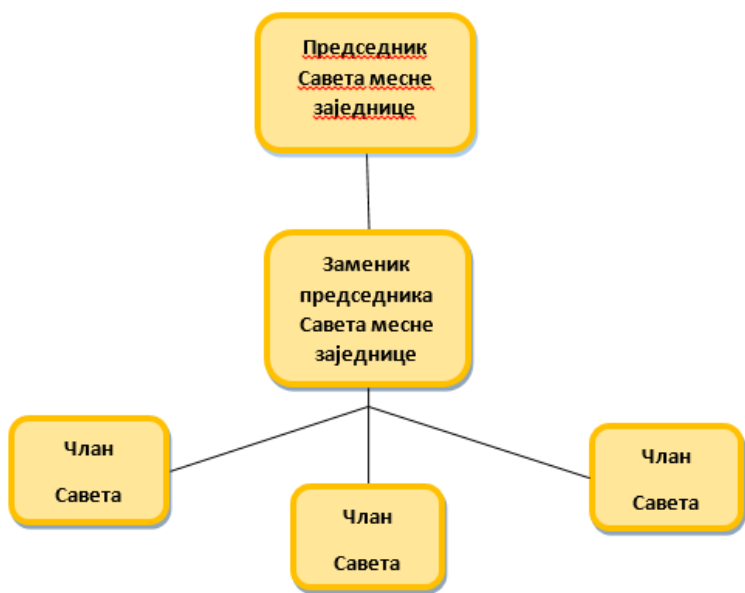 Председник
Савета месне
заједнице
Заменик
председника
Савета месне
заједнице
Члан
Савета
Члан
Савета
Члан
Савета